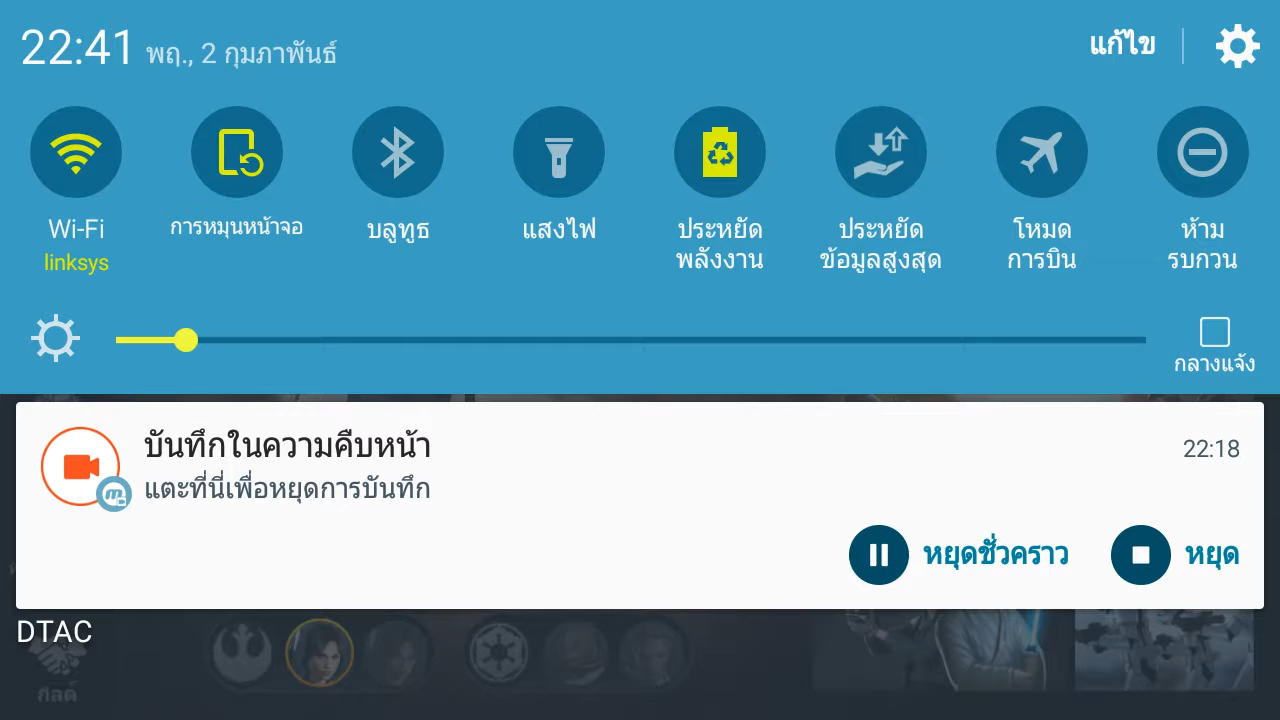 22:41 พฤ., 2 กุมภาพันธ์
แก้ไข
Wi-Fi
linksys
การหมุนหน้าจอ
บลูทูธ
แสงไฟ
ประหยัด
พลังงาน
ประหยัด
ข้อมูลสูงสุด
โหมด
การบิน
ห้าม
รบกวน
กลางแจ้ง
บันทึกในความคืบหน้า
22:18
แตะที่นี่เพื่อหยุดการบันทึก
หยุดชั่วคราว
หยุด
DTAC
กิลด์